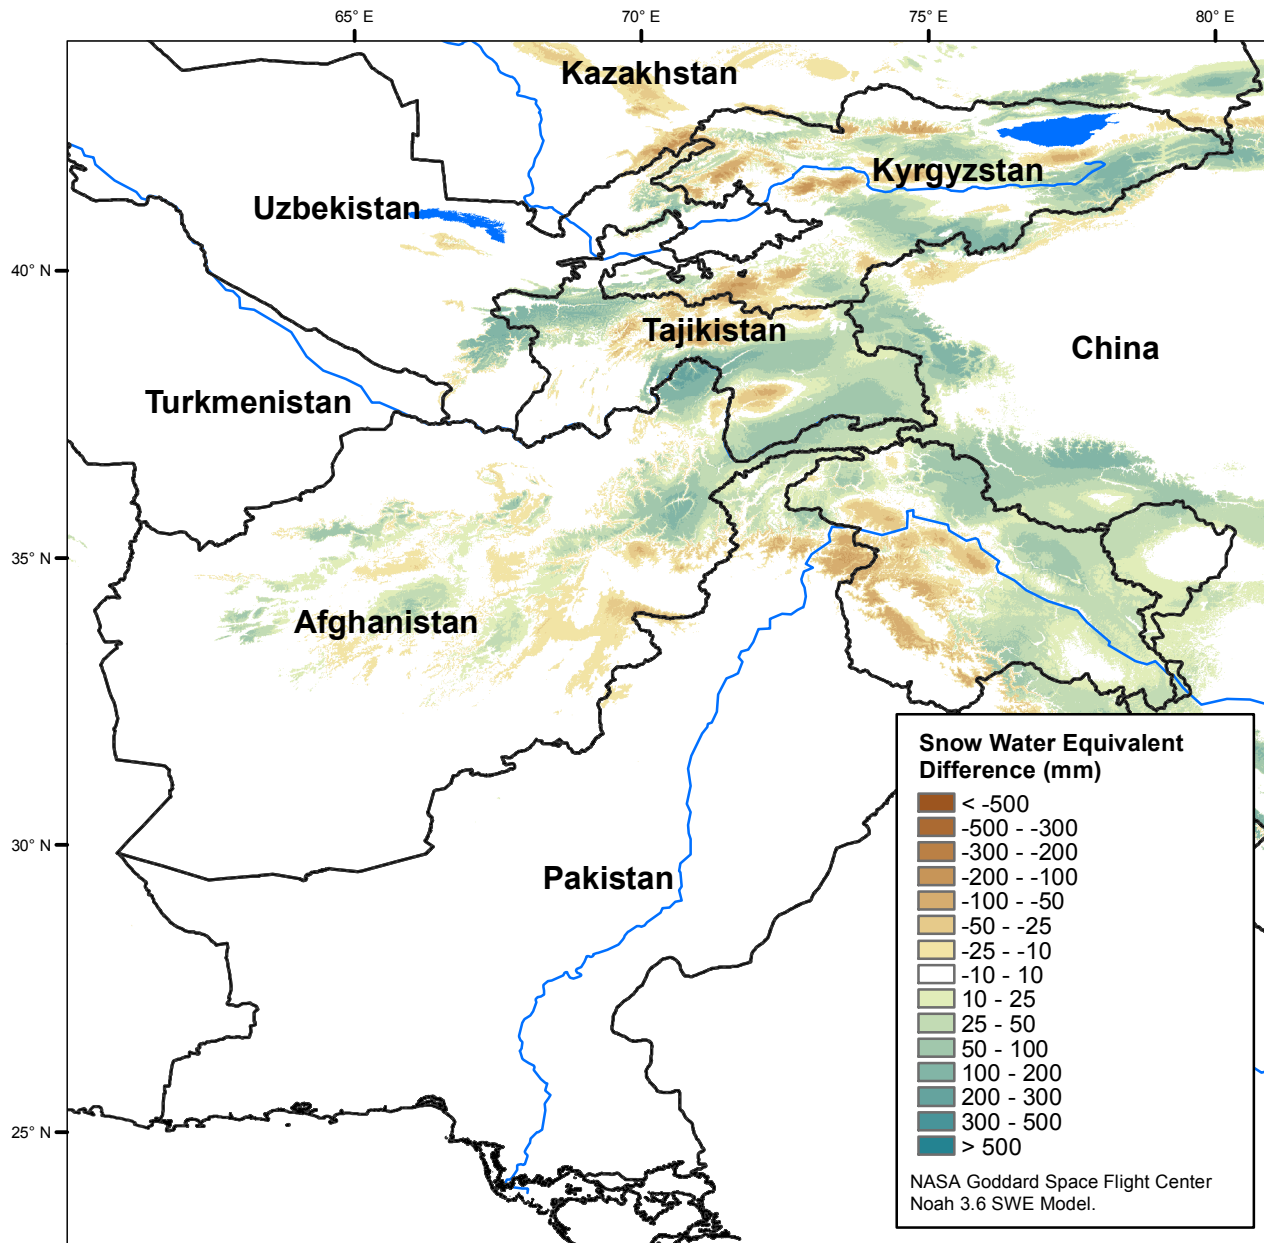 65° E
70° E
75° E
80° E
Kazakhstan
Kyrgyzstan
Uzbekistan
40° N
Tajikistan
China
Turkmenistan
35° N
Afghanistan
Snow Water Equivalent
Difference (mm)
< -500
-500 - -300
-300 - -200
-200 - -100
-100 - -50
-50 - -25
-25 - -10
-10 - 10
10 - 25
25 - 50
50 - 100
100 - 200
200 - 300
300 - 500
> 500
NASA Goddard Space Flight Center
Noah 3.6 SWE Model.
30° N
Pakistan
25° N